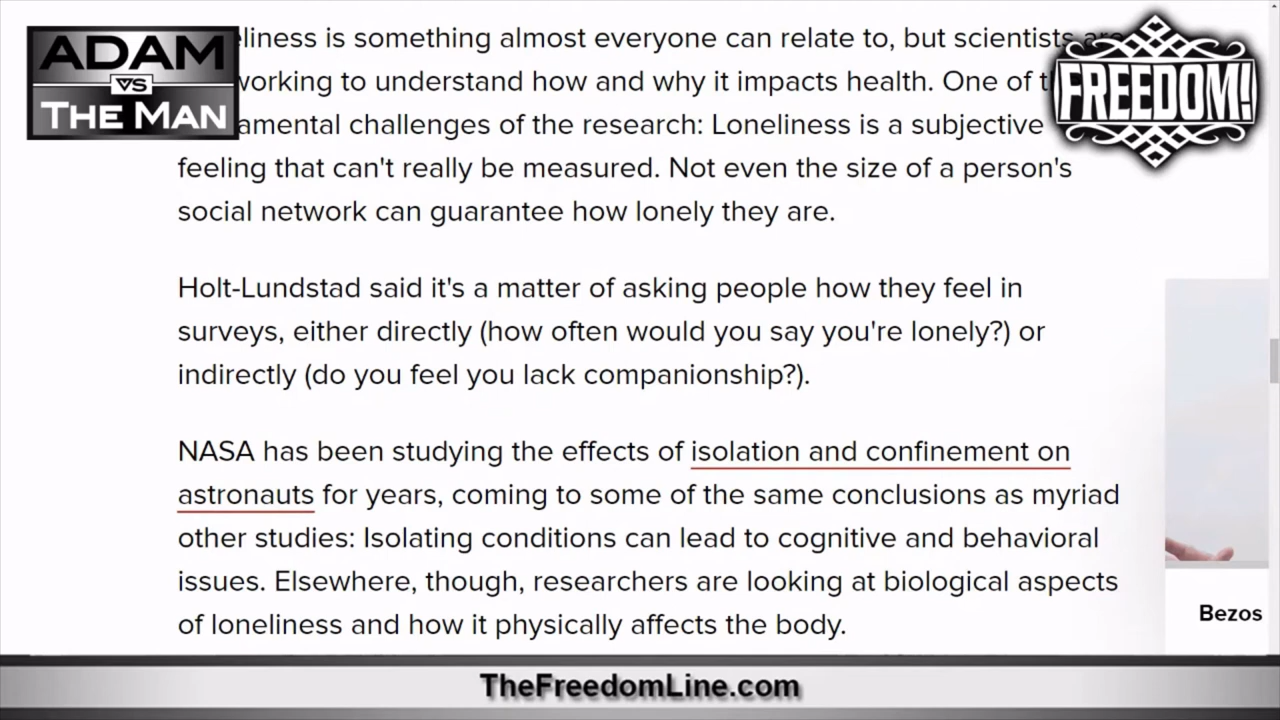 ADAM
VS
THE MAN
FREEDOM!
eliness is something almost everyone can relate to, but scientists are
working to understand how and why it impacts health. One of
amental challenges of the research: Loneliness is a subjective
feeling that can't really be measured. Not even the size of a person's
social network can guarantee how lonely they are.
Holt-Lundstad said it's a matter of asking people how they feel in
surveys, either directly (how often would you say you're lonely?) or
indirectly (do you feel you lack companionship?).
NASA has been studying the effects of isolation and confinement on
astronauts for years, coming to some of the same conclusions as myriad
other studies: Isolating conditions can lead to cognitive and behavioral
issues. Elsewhere, though, researchers are looking at biological aspects
of loneliness and how it physically affects the body.
Bezos
TheFreedomLine.com